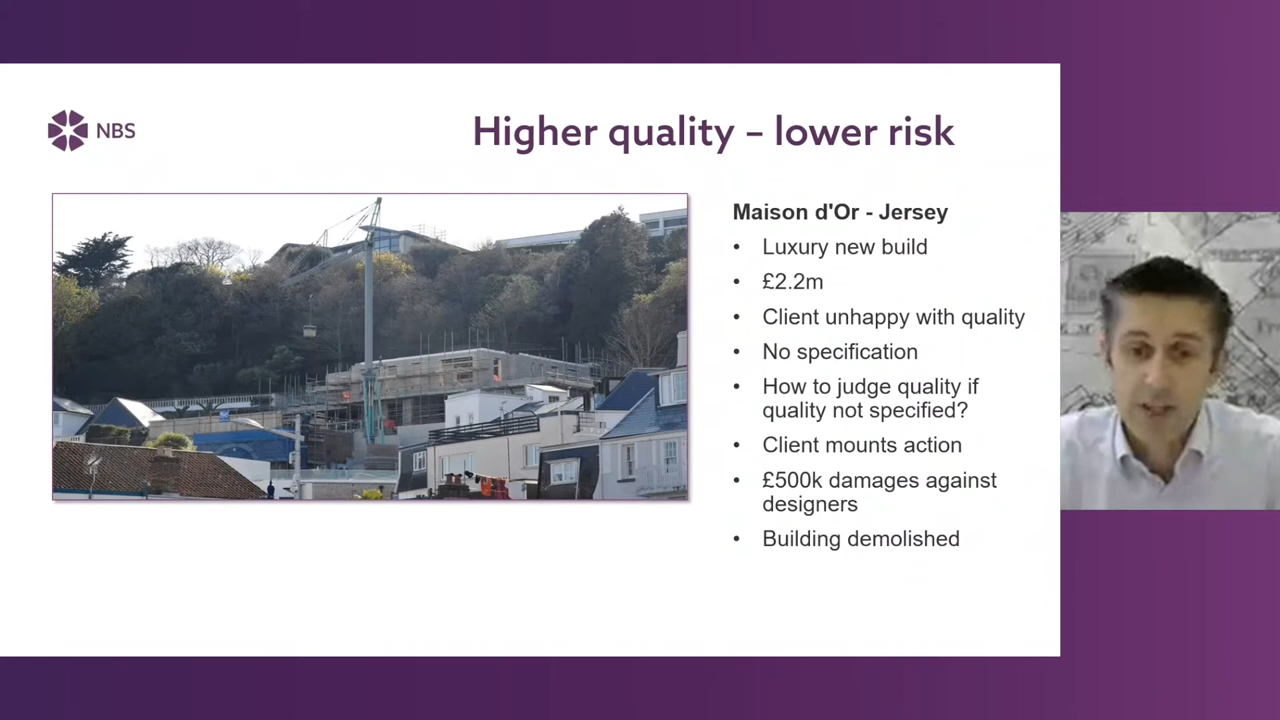 NBS
Higher quality – lower risk
Maison d'Or - Jersey
• Luxury new build
• £2.2m
• Client unhappy with quality
• No specification
• How to judge quality if
quality not specified?
• Client mounts action
• £500k damages against
designers
• Building demolished